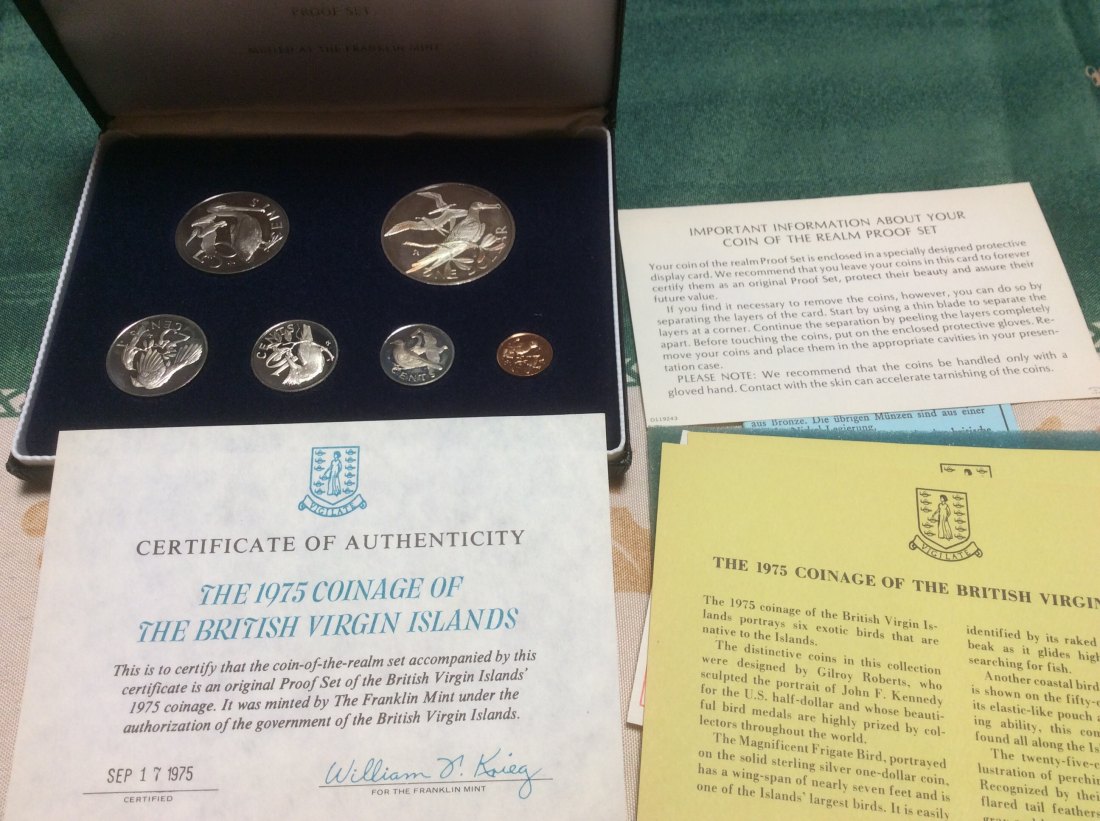 PROOF SET
MINTED AT THE FRANKLIN MINT
CENTS
ONE DOLLAR
CENTS
CENTS
CENTS
IMPORTANT INFORMATION ABOUT YOUR
COIN OF THE REALM PROOF SET
Your coin of the realm Proof Set is enclosed in a specially designed protective
display card. We recommend that you leave your coins in this card to forever
certify them as an original Proof Set, protect their beauty and assure their
future value.
If you find it necessary to remove the coins, however, you can do so by
separating the layers of the card. Start by using a thin blade to separate the
layers at a corner. Continue the separation by peeling the layers completely
apart. Before touching the coins, put on the enclosed protective gloves. Re-
move your coins and place them in the appropriate cavities in your presen-
tation case.
PLEASE NOTE: We recommend that the coins be handled only with a
gloved hand. Contact with the skin can accelerate tarnishing of the coins.
OL19243
aus Bronze. Die übrigen Münzen sind aus einer
VIGILATE
CERTIFICATE OF AUTHENTICITY
THE 1975 COINAGE OF
THE BRITISH VIRGIN ISLANDS
This is to certify that the coin-of-the-realm set accompanied by this
certificate is an original Proof Set of the British Virgin Islands'
1975 coinage. It was minted by The Franklin Mint under the
authorization of the government of the British Virgin Islands.
SEP 17 1975
CERTIFIED
William T. Krieg
FOR THE FRANKLIN MINT
VIGILATE
THE 1975 COINAGE OF THE BRITISH VIRGIN
The 1975 coinage of the British Virgin Is-
lands portrays six exotic birds that are
native to the Islands.
The distinctive coins in this collection
were designed by Gilroy Roberts, who
sculpted the portrait of John F. Kennedy
for the U.S. half-dollar and whose beauti-
ful bird medals are highly prized by col-
lectors throughout the world.
The Magnificent Frigate Bird, portrayed
on the solid sterling silver one-dollar coin,
has a wing-span of nearly seven feet and is
one of the Islands' largest birds. It is easily
identified by its raked
beak as it glides high
searching for fish.
Another coastal bird
is shown on the fifty-c
its elastic-like pouch a
ing ability, this com
found all along the Isl
The twenty-five-c
lustration of perchin
Recognized by their
flared tail feathers